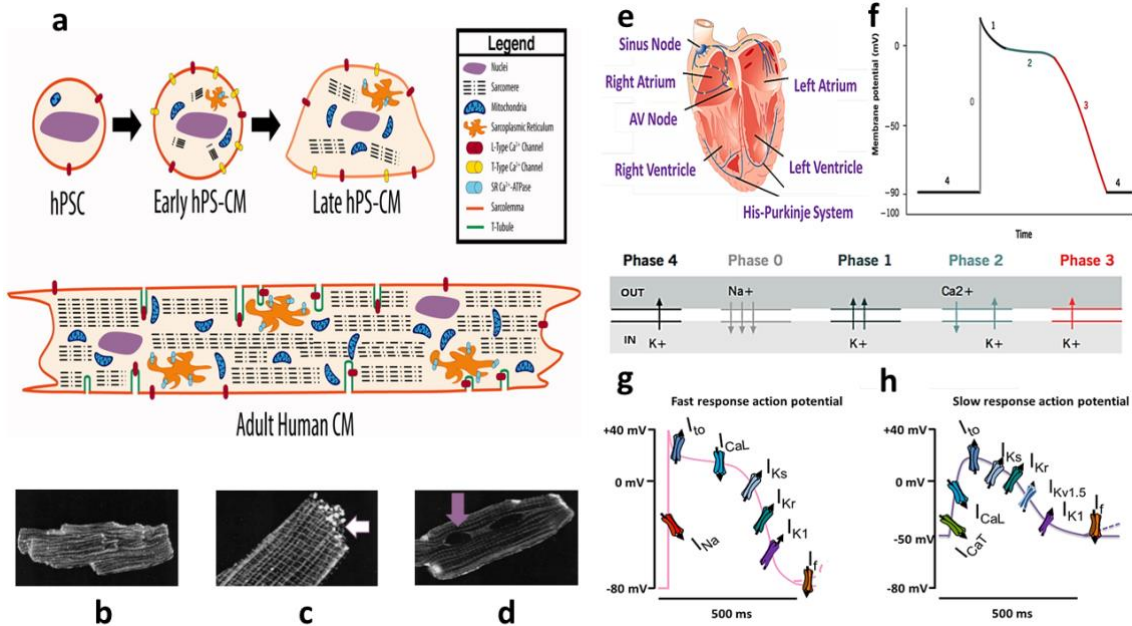 a
Legend
Nuclei
Sarcomere
Mitochondria
Sarcoplasmic Reticulum
L-Type Ca²⁺ Channel
T-Type Ca²⁺ Channel
SR Ca²⁺-ATPase
Sarcolemma
T-Tubule
hPSC
Early hPS-CM
Late hPS-CM
Adult Human CM
b
c
d
e
Sinus Node
Right Atrium
AV Node
Right Ventricle
Left Atrium
Left Ventricle
His-Purkinje System
f
Membrane potential (mV)
0
-50
-90
-100
4
0
1
2
3
4
Time
Phase 4
Phase 0
Phase 1
Phase 2
Phase 3
OUT
Na+
Ca2+
IN
K+
K+
K+
K+
g
Fast response action potential
+40 mV
0 mV
-80 mV
Ito
ICaL
IKs
IKr
IK1
If
INa
500 ms
h
Slow response action potential
+40 mV
0 mV
-50 mV
-80 mV
Ito
IKs
IKr
IKv1.5
IK1
If
ICaL
ICaT
500 ms